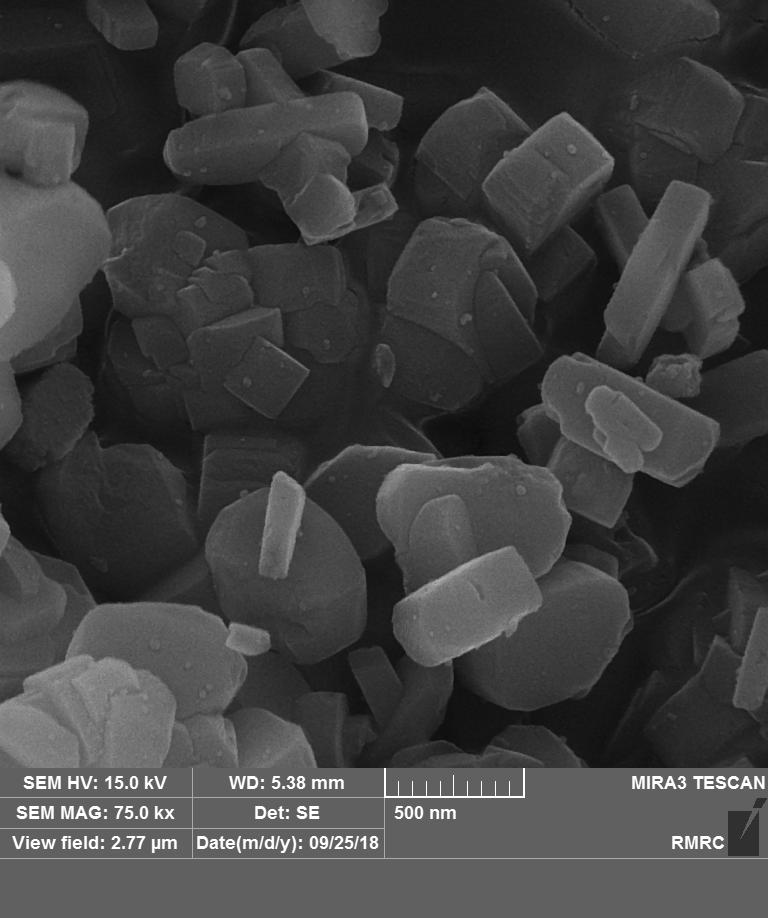 SEM HV: 15.0 kV
WD: 5.38 mm
MIRA3 TESCAN
SEM MAG: 75.0 kx
Det: SE
500 nm
View field: 2.77 µm
Date(m/d/y): 09/25/18
RMRC